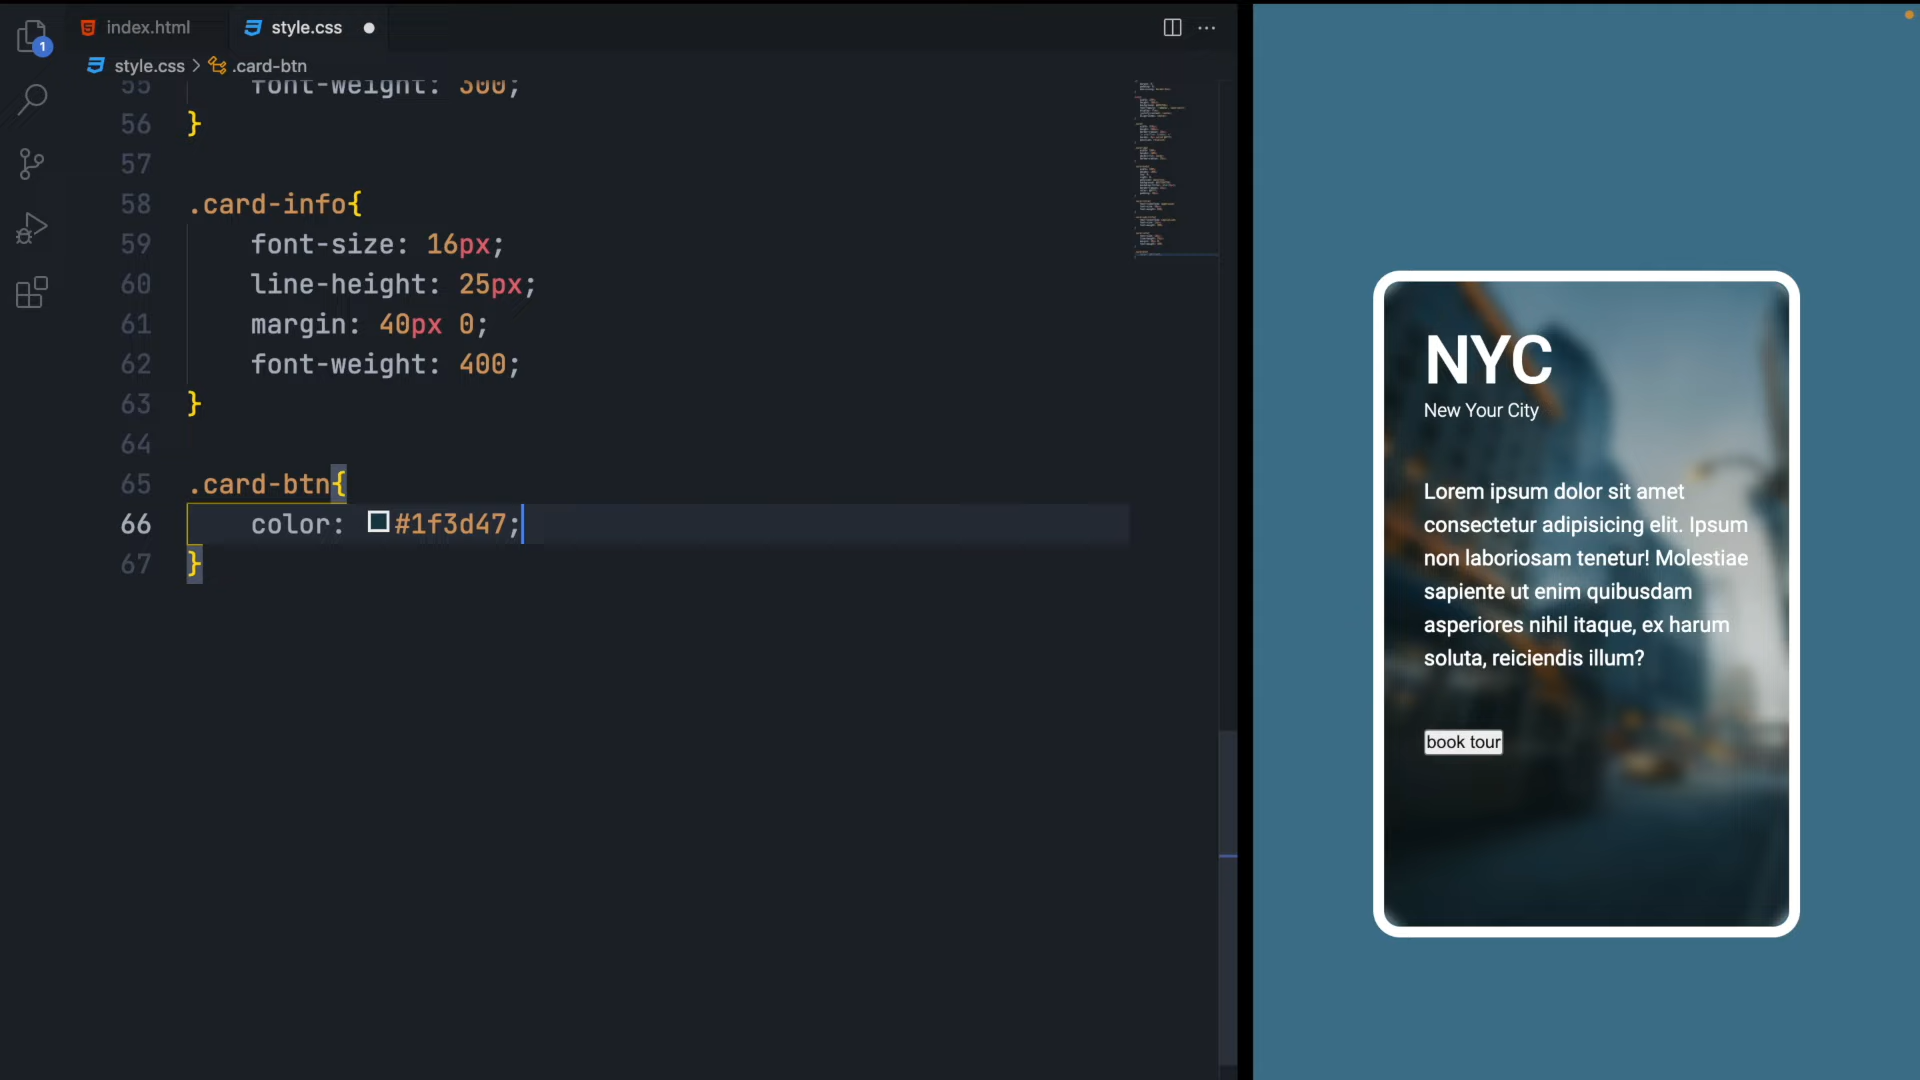 index.html
style.css
1
style.css > .card-btn
55 font-weight: 300;
56 }
57
58 .card-info{
59 font-size: 16px;
60 line-height: 25px;
61 margin: 40px 0;
62 font-weight: 400;
63 }
64
65 .card-btn{
66 color: #1f3d47;
67 }
NYC
New Your City
Lorem ipsum dolor sit amet
consectetur adipisicing elit. Ipsum
non laboriosam tenetur! Molestiae
sapiente ut enim quibusdam
asperiores nihil itaque, ex harum
soluta, reiciendis illum?
book tour